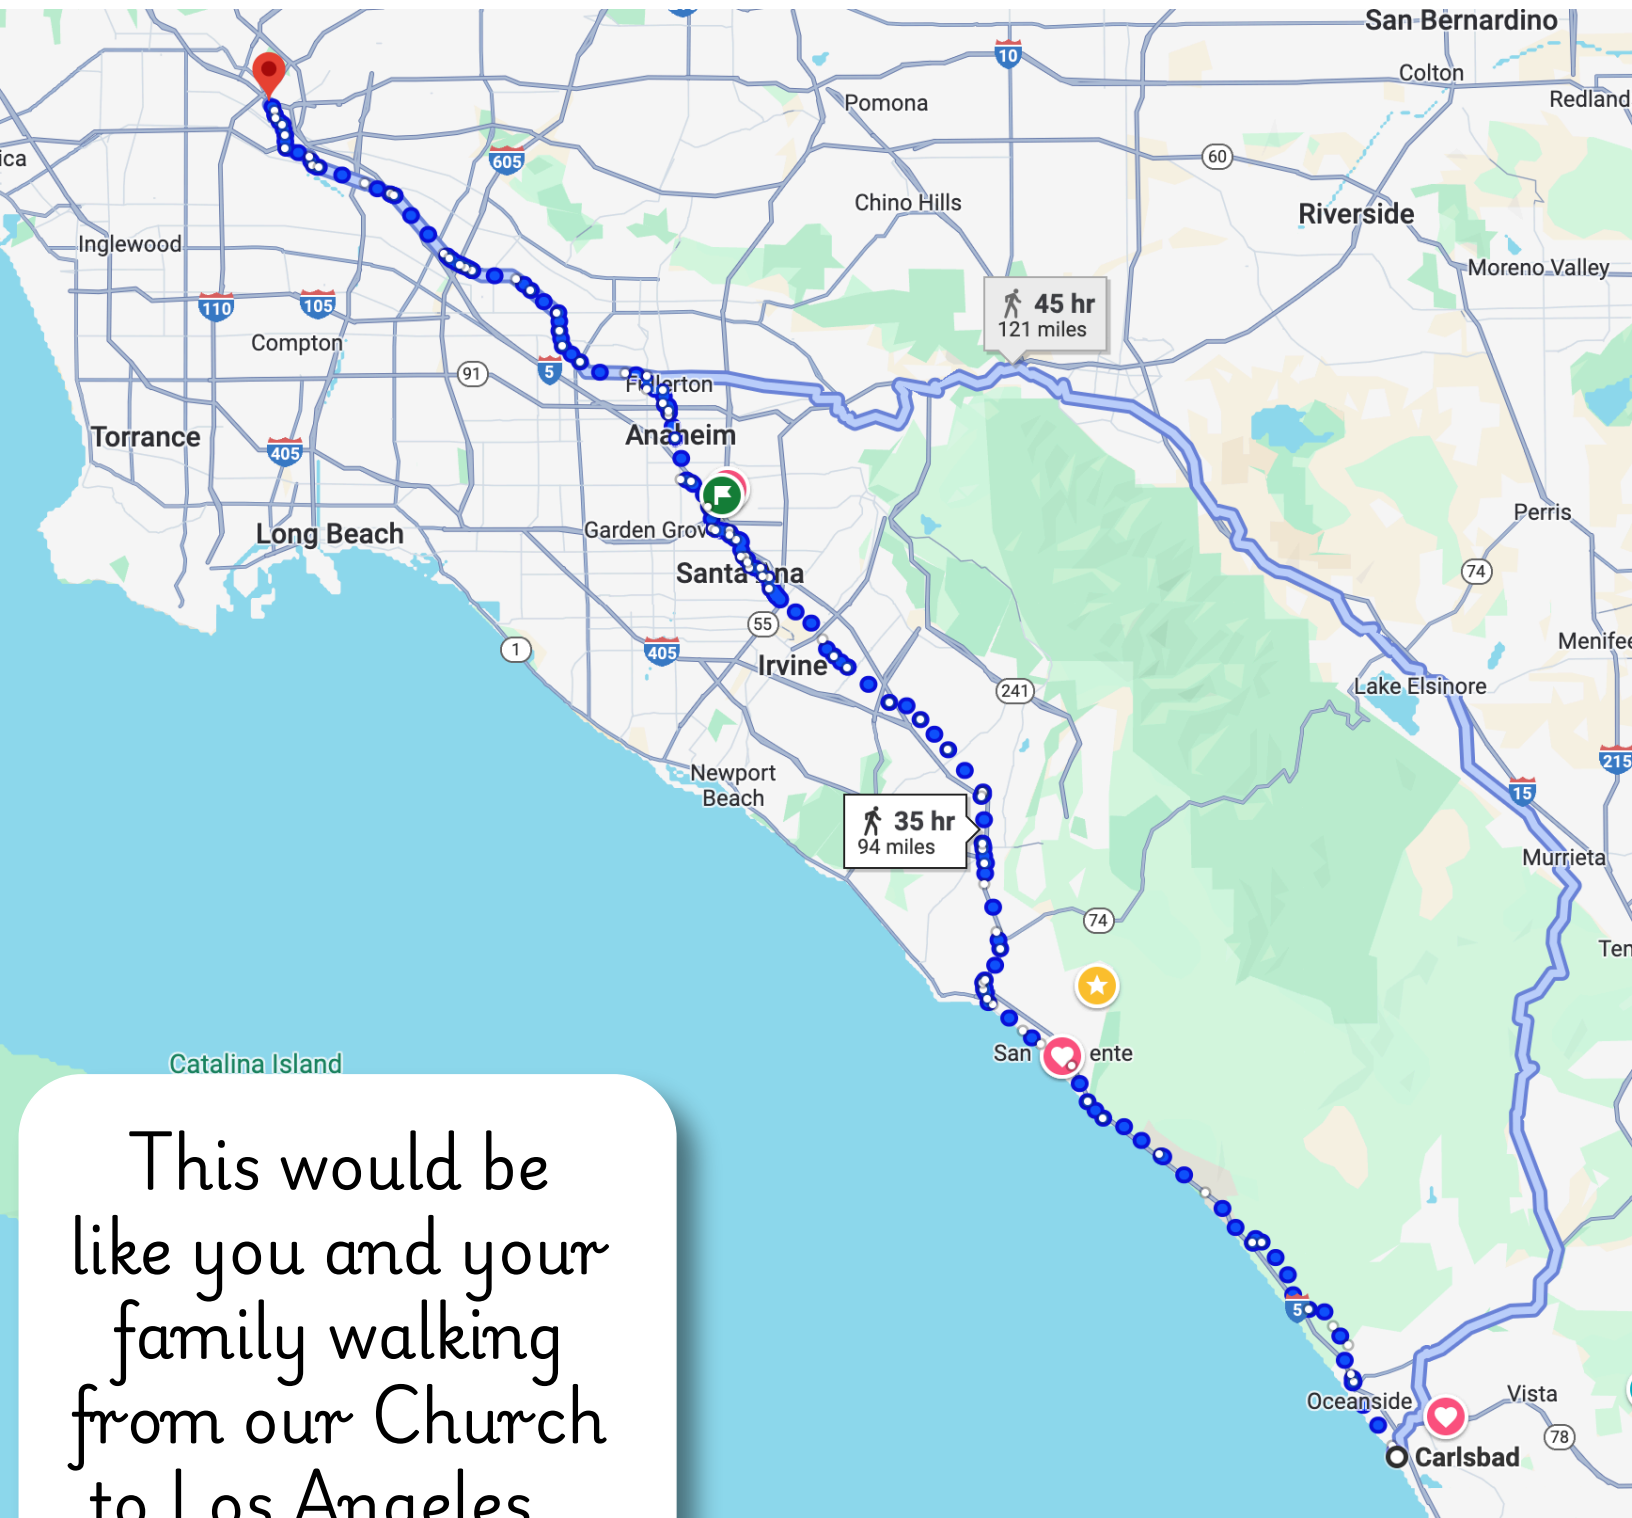 San Bernardino
10
Colton
Pomona
Redland
60
605
ica
Chino Hills
Riverside
Inglewood
Moreno Valley
110
105
45 hr
121 miles
Compton
91
5
Fullerton
Torrance
Anaheim
405
Perris
Long Beach
Garden Grov
Santa Ana
74
55
1
405
Irvine
Menifee
241
Lake Elsinore
215
Newport
Beach
15
35 hr
94 miles
Murrieta
74
Tem
San
ente
Catalina Island
This would be
like you and your
family walking
from our Church
to Los Angeles
5
Oceanside
Vista
78
Carlsbad